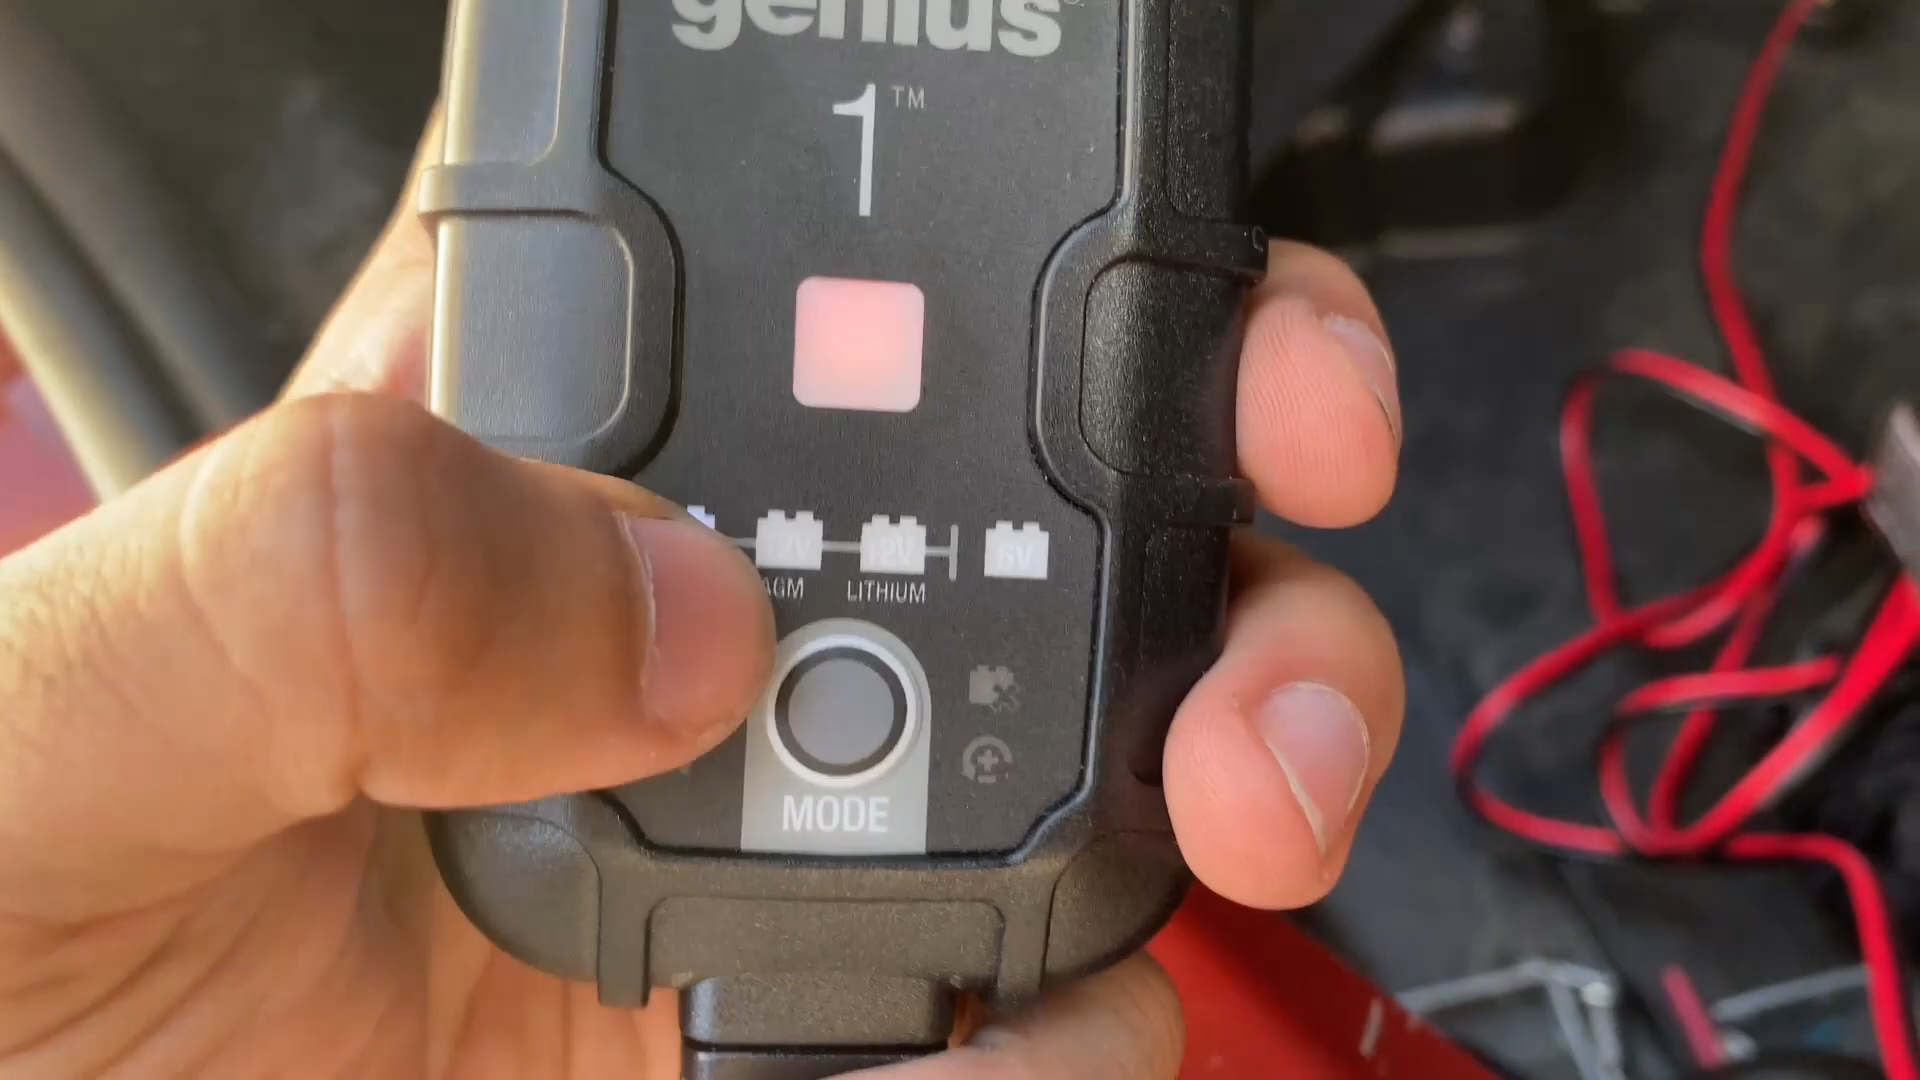 genius
1™
12V 12V 6V
AGM LITHIUM
MODE